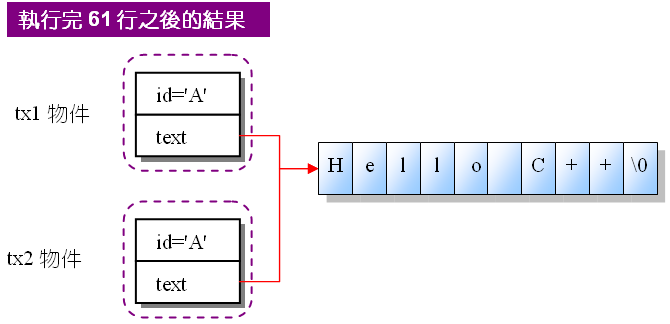 執行完 61 行之後的結果
tx1 物件
id='A'
text
H e l l o C + + \0
tx2 物件
id='A'
text